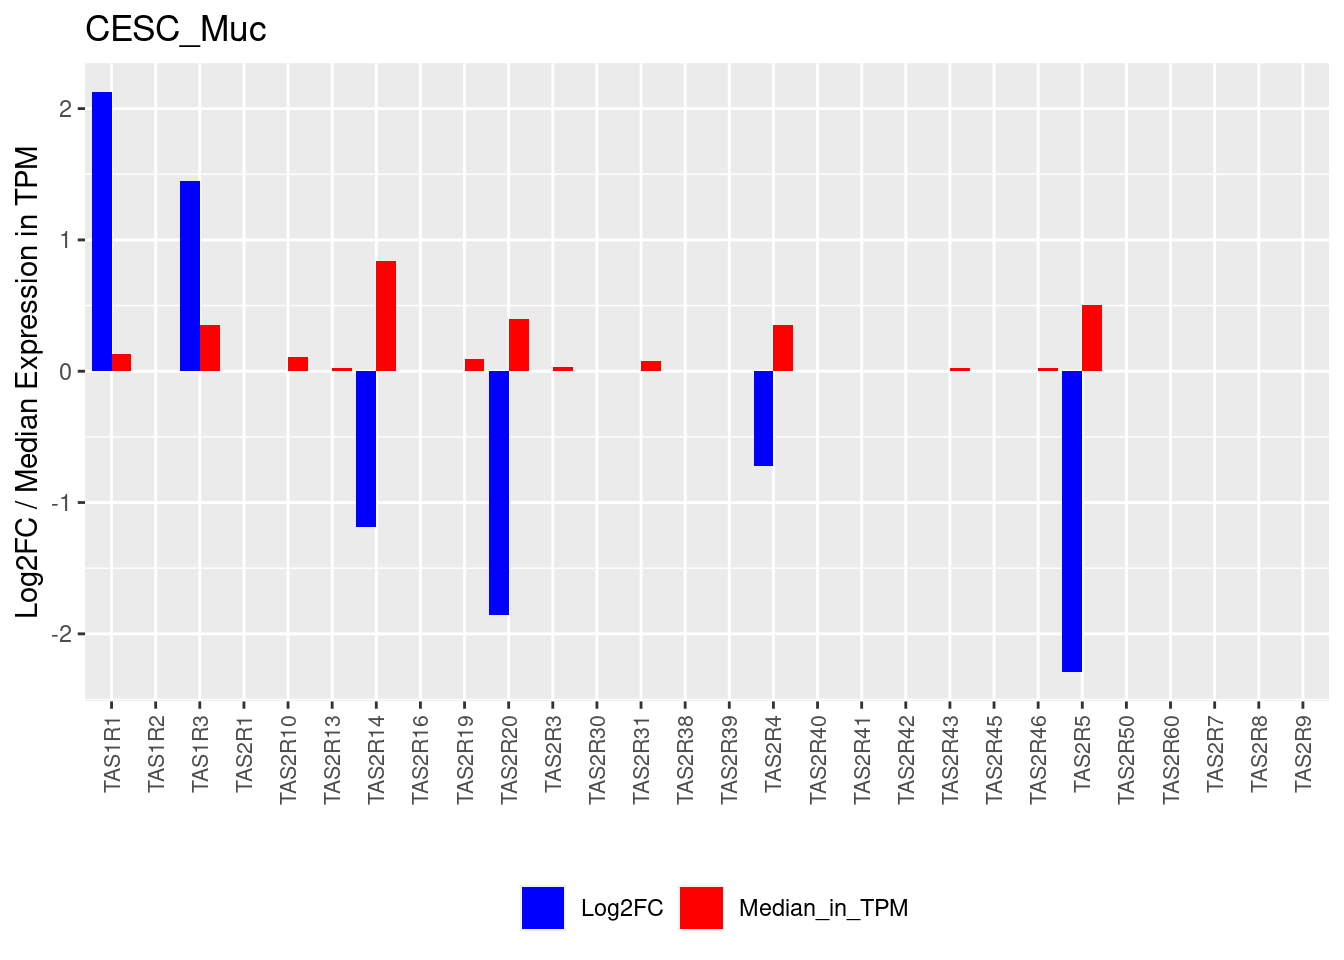 CESC_Muc
Log2FC / Median Expression in TPM
2
1
0
-1
-2
TAS1R1
TAS1R2
TAS1R3
TAS2R1
TAS2R10
TAS2R13
TAS2R14
TAS2R16
TAS2R19
TAS2R20
TAS2R3
TAS2R30
TAS2R31
TAS2R38
TAS2R39
TAS2R4
TAS2R40
TAS2R41
TAS2R42
TAS2R43
TAS2R45
TAS2R46
TAS2R5
TAS2R50
TAS2R60
TAS2R7
TAS2R8
TAS2R9
Log2FC
Median_in_TPM